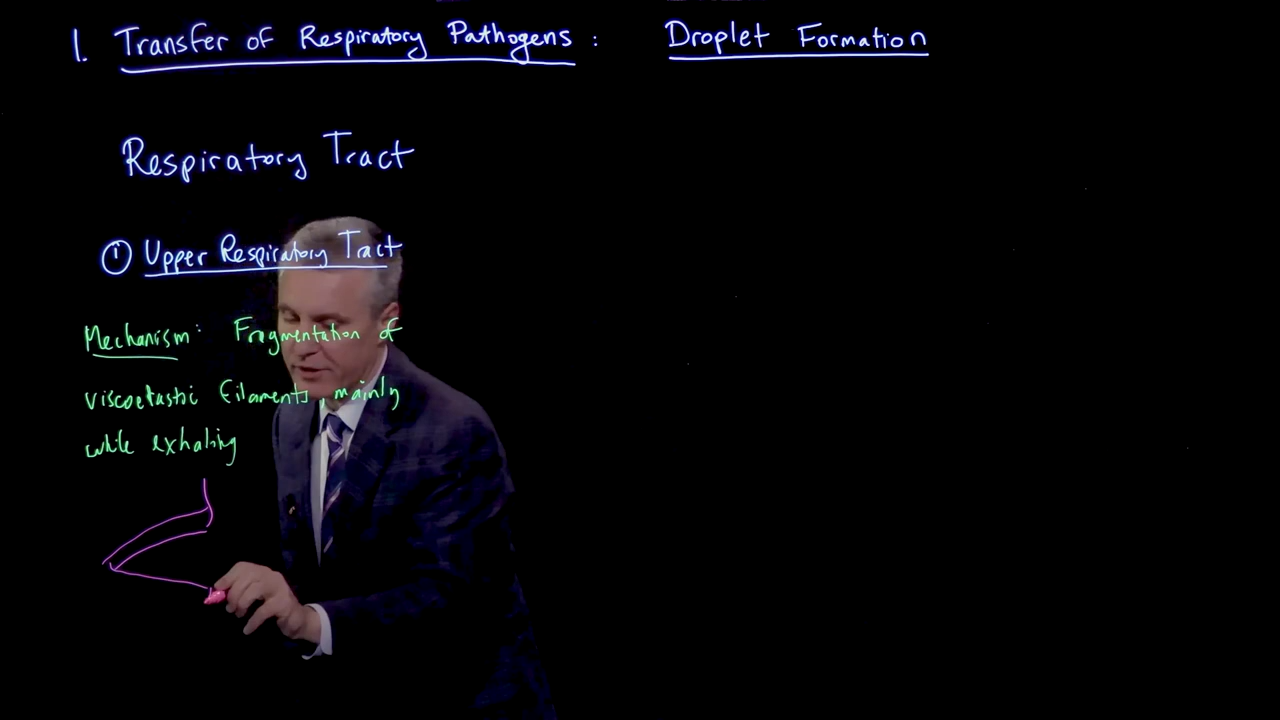 1. Transfer of Respiratory Pathogens : Droplet Formation
Respiratory Tract
① Upper Respiratory Tract
Mechanism: Fragmentation of
viscoelastic filaments, mainly
while exhaling